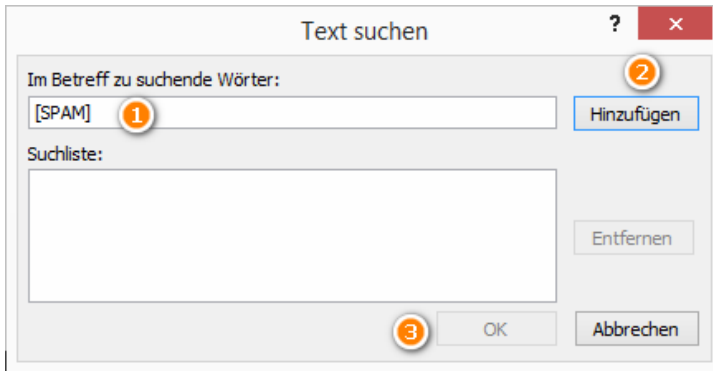 Text suchen ? ×
2
Im Betreff zu suchende Wörter:
[SPAM] 1 Hinzufügen
Suchliste:
Entfernen
3 OK Abbrechen